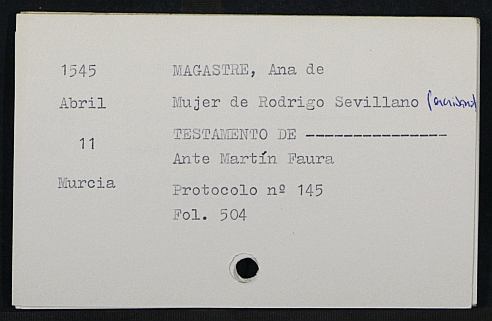 1545 MAGASTRE, Ana de
Abril Mujer de Rodrigo Sevillano (escribano)
11 TESTAMENTO DE ---------------
Ante Martín Faura
Murcia Protocolo nº 145
Fol. 504